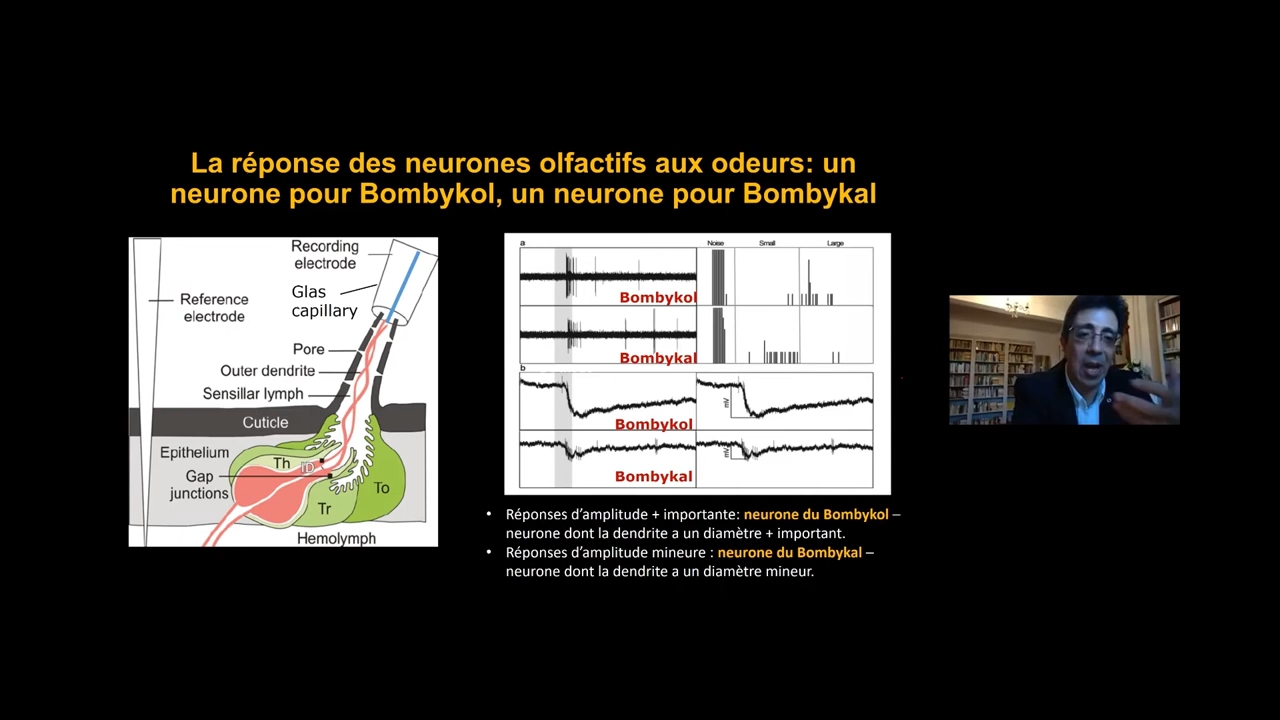 La réponse des neurones olfactifs aux odeurs: un
neurone pour Bombykol, un neurone pour Bombykal
Recording
electrode
Glas
capillary
Reference
electrode
Pore
Outer dendrite
Sensillar lymph
Cuticle
Epithelium
Th
ID
Gap
junctions
To
Tr
Hemolymph
a
Noise
Small
Large
Bombykol
Bombykal
b
mV
Bombykol
mV
Bombykal
• Réponses d’amplitude + importante: neurone du Bombykol –
neurone dont la dendrite a un diamètre + important.
• Réponses d’amplitude mineure : neurone du Bombykal –
neurone dont la dendrite a un diamètre mineur.